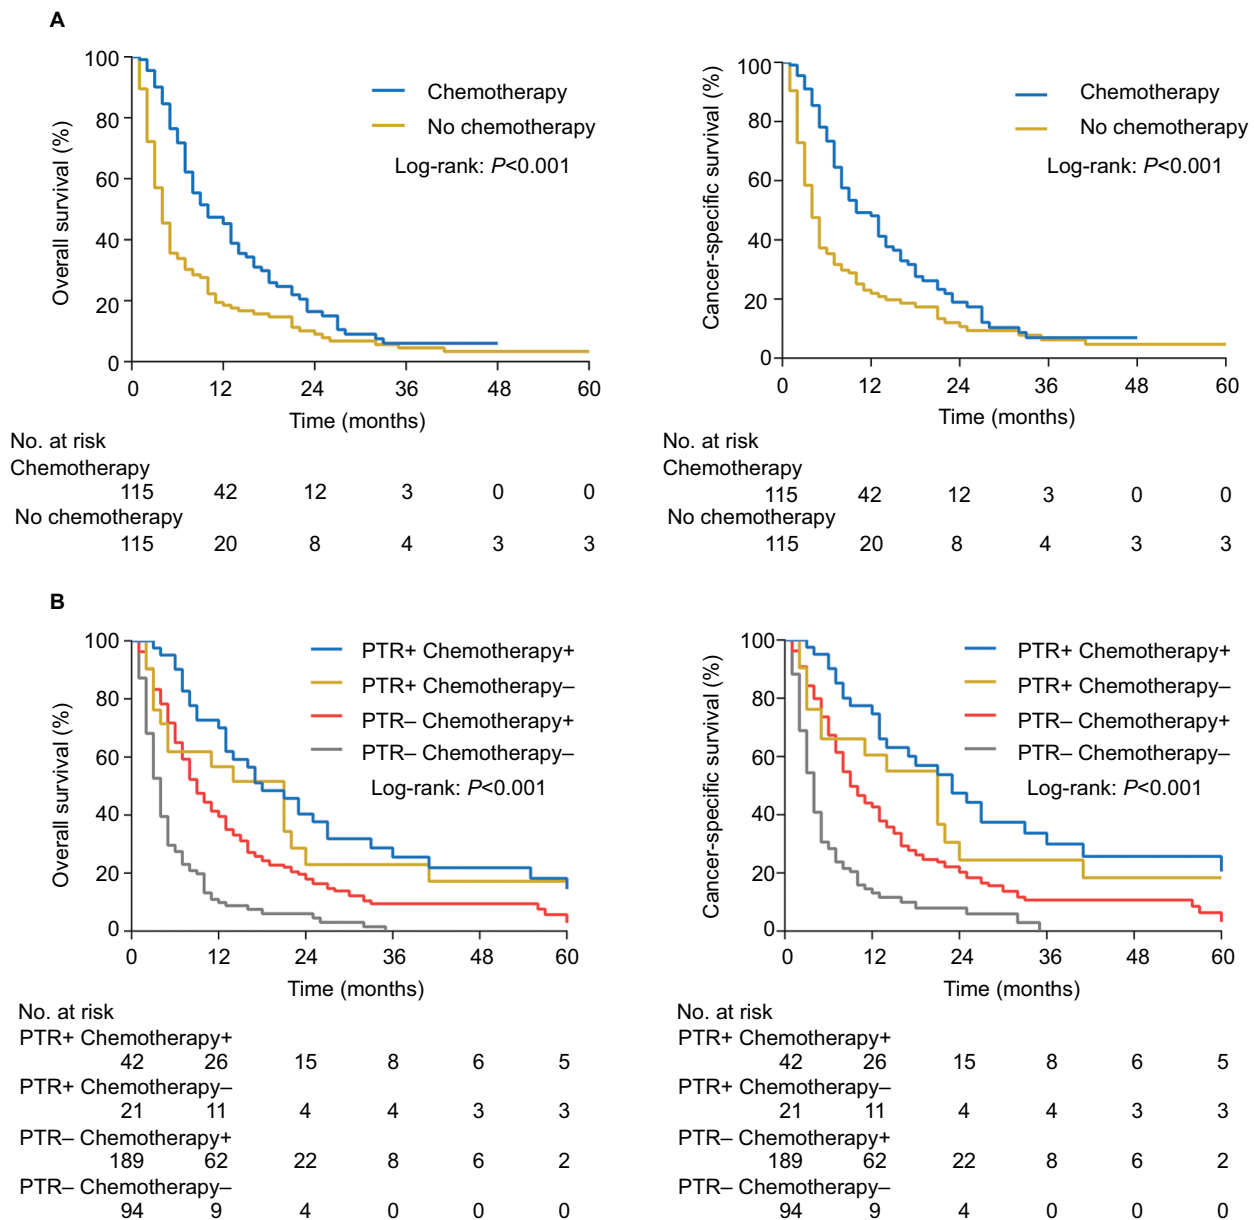 A
Overall survival (%)
100
80
60
40
20
0
0 12 24 36 48 60
Time (months)
Chemotherapy
No chemotherapy
Log-rank: P<0.001
No. at risk
Chemotherapy
115 42 12 3 0 0
No chemotherapy
115 20 8 4 3 3
Cancer-specific survival (%)
100
80
60
40
20
0
0 12 24 36 48 60
Time (months)
Chemotherapy
No chemotherapy
Log-rank: P<0.001
No. at risk
Chemotherapy
115 42 12 3 0 0
No chemotherapy
115 20 8 4 3 3
B
Overall survival (%)
100
80
60
40
20
0
0 12 24 36 48 60
Time (months)
PTR+ Chemotherapy+
PTR+ Chemotherapy–
PTR– Chemotherapy+
PTR– Chemotherapy–
Log-rank: P<0.001
No. at risk
PTR+ Chemotherapy+
42 26 15 8 6 5
PTR+ Chemotherapy–
21 11 4 4 3 3
PTR– Chemotherapy+
189 62 22 8 6 2
PTR– Chemotherapy–
94 9 4 0 0 0
Cancer-specific survival (%)
100
80
60
40
20
0
0 12 24 36 48 60
Time (months)
PTR+ Chemotherapy+
PTR+ Chemotherapy–
PTR– Chemotherapy+
PTR– Chemotherapy–
Log-rank: P<0.001
No. at risk
PTR+ Chemotherapy+
42 26 15 8 6 5
PTR+ Chemotherapy–
21 11 4 4 3 3
PTR– Chemotherapy+
189 62 22 8 6 2
PTR– Chemotherapy–
94 9 4 0 0 0